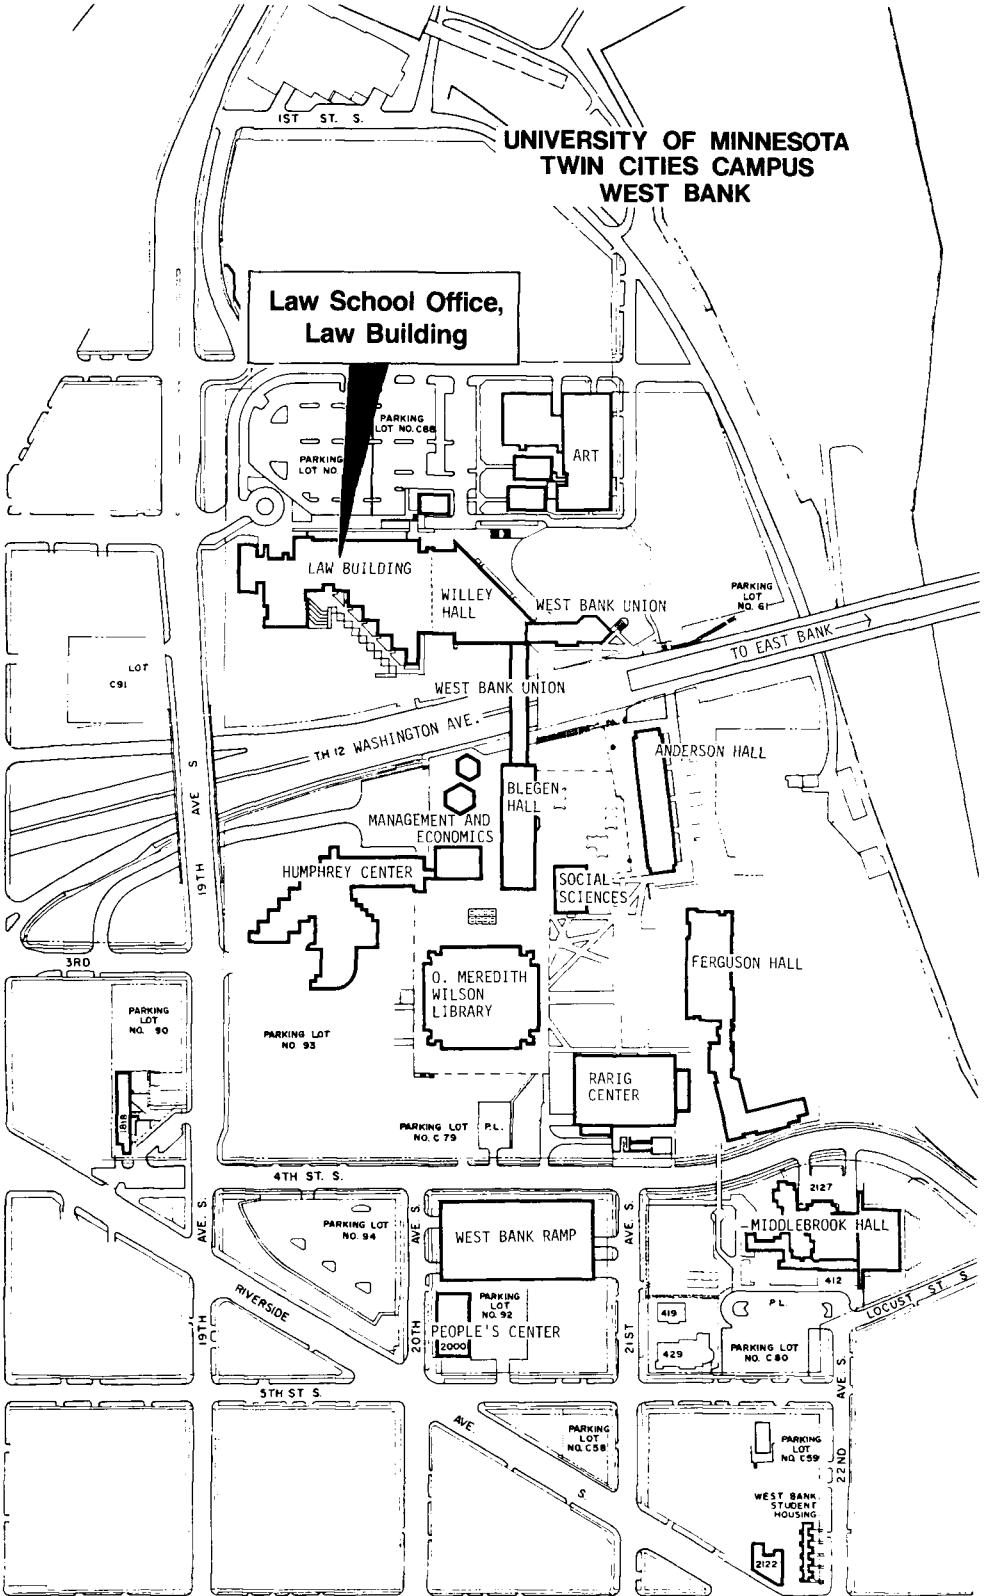 1ST ST. S.
UNIVERSITY OF MINNESOTA
TWIN CITIES CAMPUS
WEST BANK
Law School Office,
Law Building
PARKING
LOT NO. C88
PARKING
LOT NO.
ART
LAW BUILDING
WILLEY
HALL
WEST BANK UNION
PARKING
LOT
NO. 61
TO EAST BANK
LOT
C91
WEST BANK UNION
TH 12 WASHINGTON AVE.
ANDERSON HALL
BLEGEN
HALL
MANAGEMENT AND
ECONOMICS
19TH AVE S
HUMPHREY CENTER
SOCIAL
SCIENCES
3RD
FERGUSON HALL
O. MEREDITH
WILSON
LIBRARY
PARKING
LOT
NO. 90
PARKING LOT
NO. 93
RARIG
CENTER
1818
PARKING LOT
NO. C 79
P.L.
4TH ST. S.
2127
19TH AVE. S.
PARKING LOT
NO. 94
20TH AVE. S.
WEST BANK RAMP
21ST AVE. S.
MIDDLEBROOK HALL
412
RIVERSIDE
PARKING
LOT
NO. 92
PEOPLE'S CENTER
2000
419
429
P.L.
LOCUST ST. S.
PARKING LOT
NO. C80
5TH ST S.
AVE.
S.
PARKING
LOT
NO. C58
22ND AVE. S.
PARKING
LOT
NO. C59
WEST BANK
STUDENT
HOUSING
2122